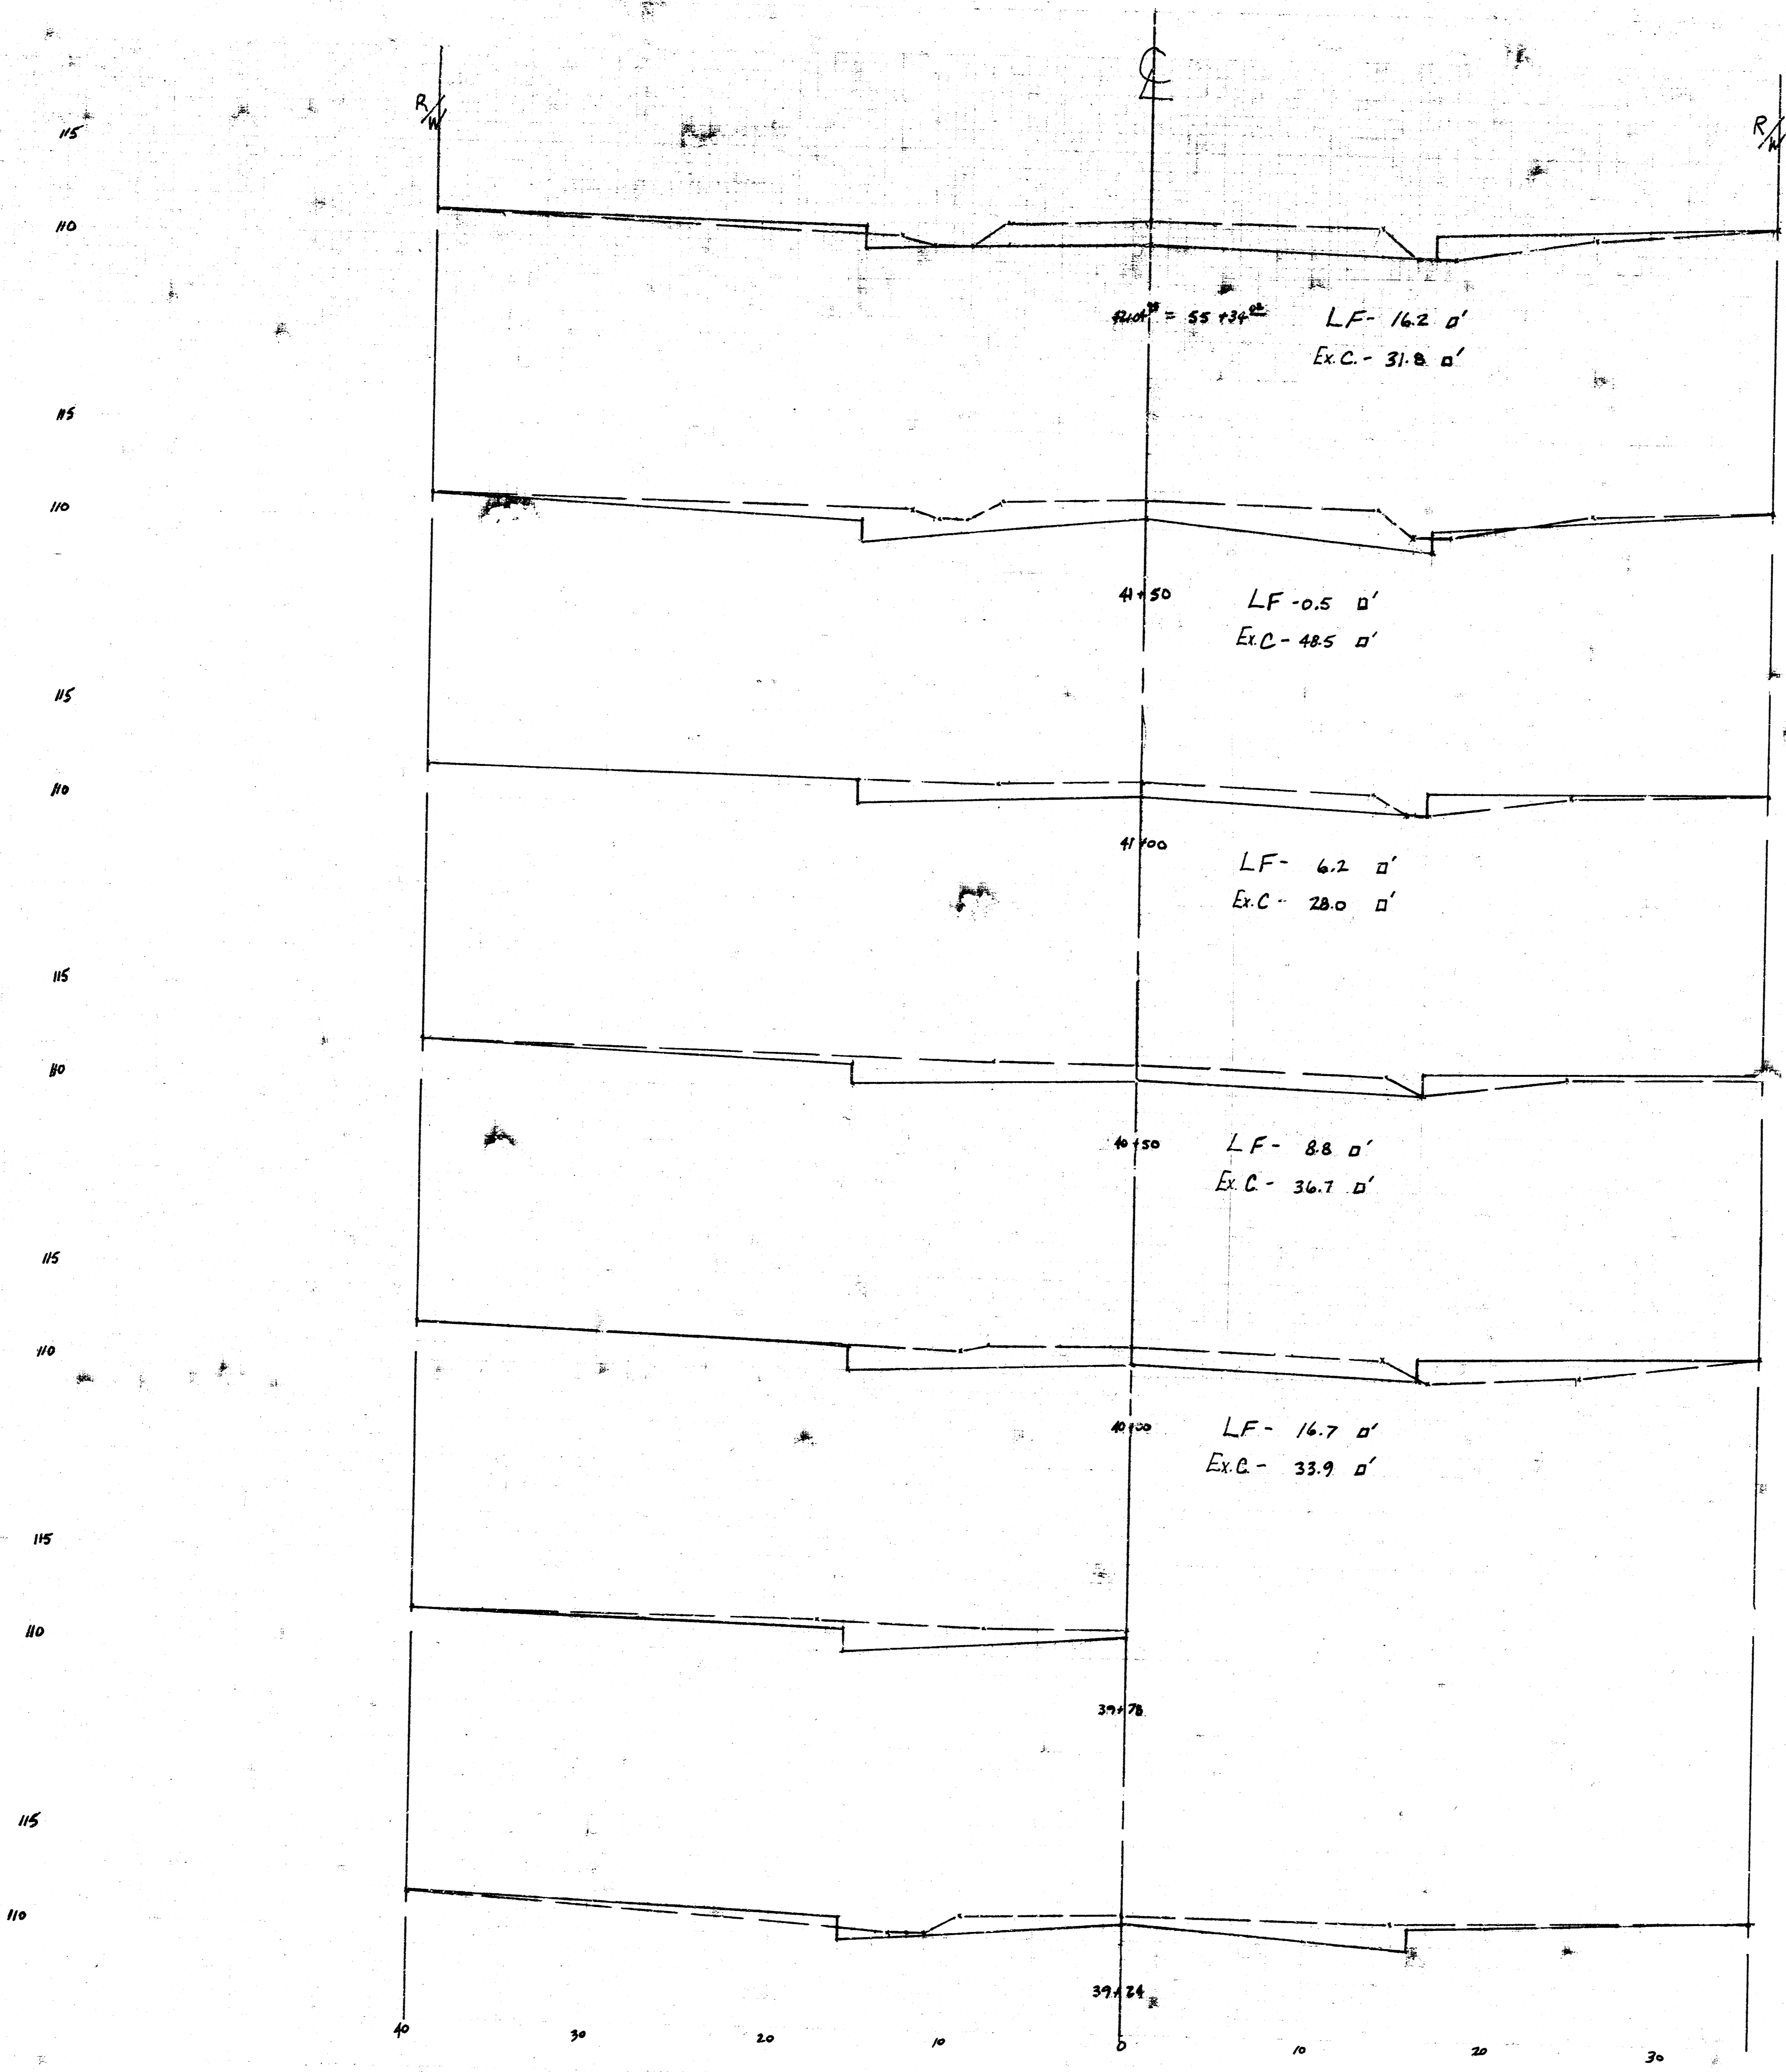 ℄
R/W
R/W
115
110
= 55+34
LF- 16.2 □'
Ex.C.- 31.8 □'
115
110
41+50
LF -0.5 □'
Ex.C - 48.5 □'
115
110
41+00
LF- 6.2 □'
Ex.C - 28.0 □'
115
110
40+50
LF- 8.8 □'
Ex.C.- 36.7 □'
115
110
40+00
LF- 16.7 □'
Ex.C.- 33.9 □'
115
110
39+78
115
110
39+24
40 30 20 10 0 10 20 30